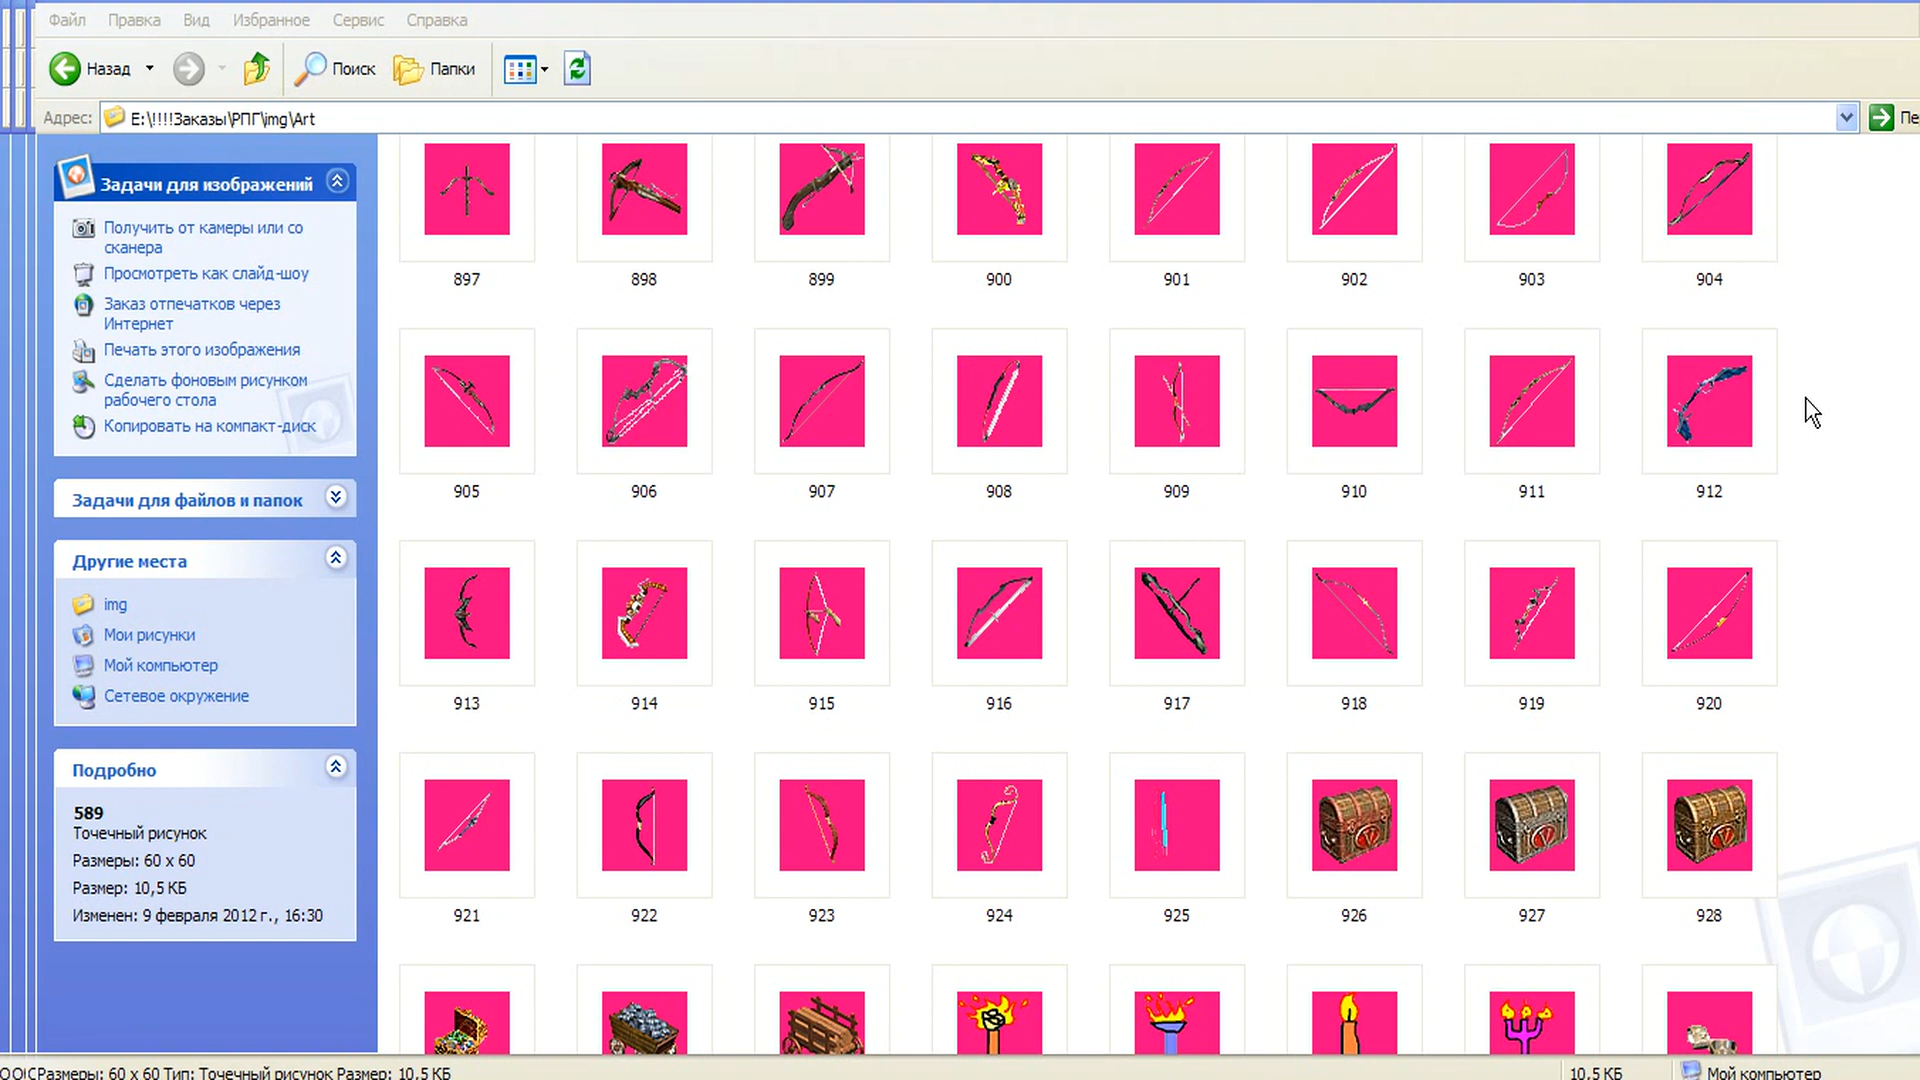 Файл Правка Вид Избранное Сервис Справка
Назад Поиск Папки
Адрес: E:\!!!!Заказы\РПГ\img\Art Пе
Задачи для изображений
Получить от камеры или со
сканера
Просмотреть как слайд-шоу
Заказ отпечатков через
Интернет
Печать этого изображения
Сделать фоновым рисунком
рабочего стола
Копировать на компакт-диск
Задачи для файлов и папок
Другие места
img
Мои рисунки
Мой компьютер
Сетевое окружение
Подробно
589
Точечный рисунок
Размеры: 60 x 60
Размер: 10,5 КБ
Изменен: 9 февраля 2012 г., 16:30
897 898 899 900 901 902 903 904
905 906 907 908 909 910 911 912
913 914 915 916 917 918 919 920
921 922 923 924 925 926 927 928
Размеры: 60 x 60 Тип: Точечный рисунок Размер: 10,5 КБ 10,5 КБ Мой компьютер